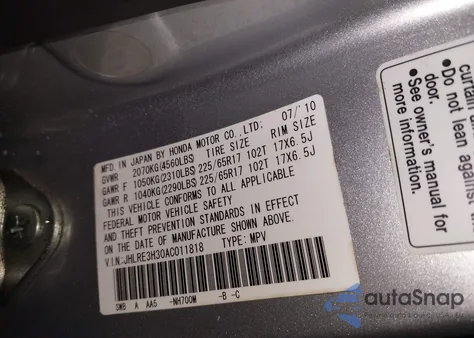 MFD. IN JAPAN BY HONDA MOTOR CO., LTD: 07/'10
GVWR 2070KG(4560LBS) TIRE SIZE RIM SIZE
GAWR F 1050KG(2310LBS) 225/65R17 102T 17X6.5J
GAWR R 1040KG(2290LBS) 225/65R17 102T 17X6.5J
THIS VEHICLE CONFORMS TO ALL APPLICABLE
FEDERAL MOTOR VEHICLE SAFETY
AND THEFT PREVENTION STANDARDS IN EFFECT
ON THE DATE OF MANUFACTURE SHOWN ABOVE.
V.I.N:JHLRE3H30AC011818 TYPE: MPV
SWB A AA5 -NH700M -B -C
curtain
door.
•Do not lean against
•See owner's manual for
more information.
autoSnap